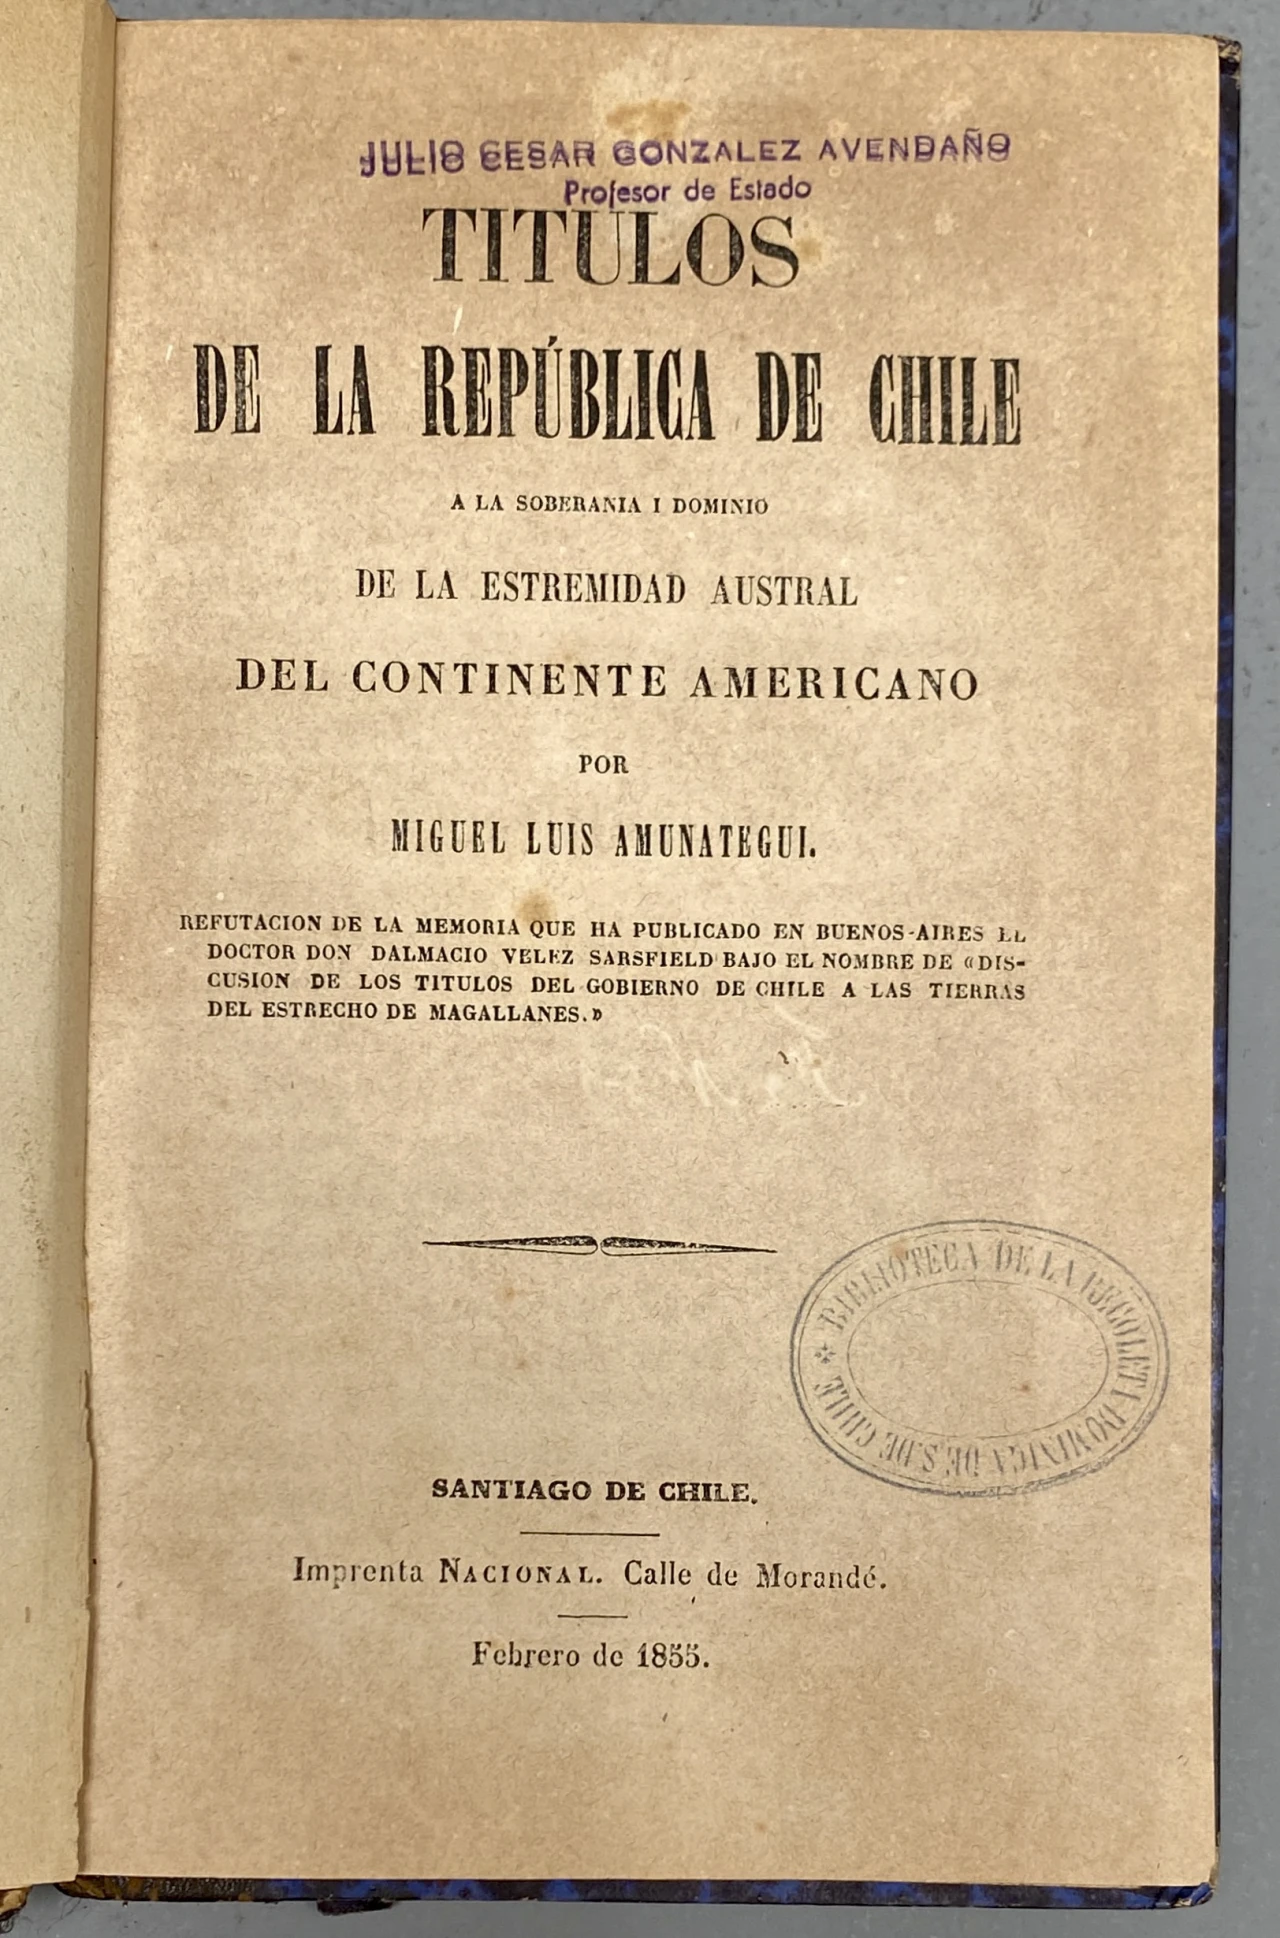 JULIO CESAR GONZALEZ AVENDAÑO
Profesor de Estado
TITULOS
DE LA REPÚBLICA DE CHILE
A LA SOBERANIA I DOMINIO
DE LA ESTREMIDAD AUSTRAL
DEL CONTINENTE AMERICANO
POR
MIGUEL LUIS AMUNATEGUI.
REFUTACION DE LA MEMORIA QUE HA PUBLICADO EN BUENOS-AIRES EL
DOCTOR DON DALMACIO VELEZ SARSFIELD BAJO EL NOMBRE DE «DIS-
CUSION DE LOS TITULOS DEL GOBIERNO DE CHILE A LAS TIERRAS
DEL ESTRECHO DE MAGALLANES.»
BIBLIOTECA DE LA RECOLETA DOMINICA DE S. DE CHILE
SANTIAGO DE CHILE.
Imprenta NACIONAL. Calle de Morandé.
Febrero de 1855.